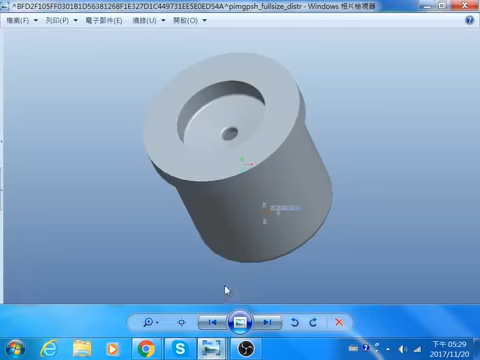 ^BFD2F105FF0301B1D56381268F1E327D1C449731EE5E0ED54A^pimgpsh_fullsize_distr - Windows 相片檢視器
檔案(F) 列印(P) 電子郵件(E) 燒錄(U) 開啟(O)
下午 05:29
2017/11/20